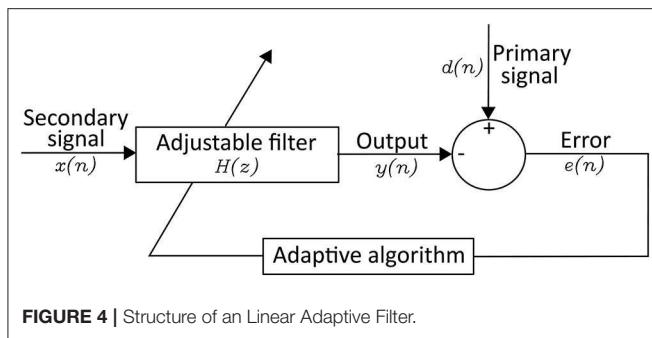 Secondary
signal
x(n)
Adjustable filter
H(z)
Output
y(n)
d(n)
Primary
signal
+
-
Error
e(n)
Adaptive algorithm
FIGURE 4 | Structure of an Linear Adaptive Filter.